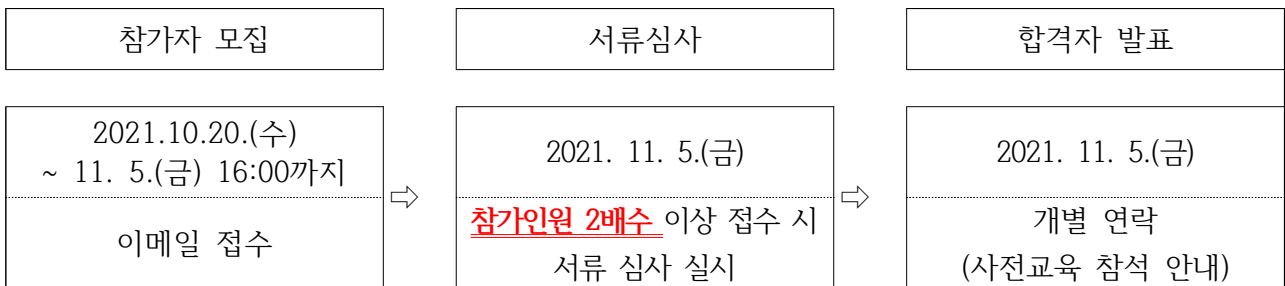 참가자 모집
서류심사
합격자 발표
2021.10.20.(수)
~ 11. 5.(금) 16:00까지
이메일 접수
⇨
2021. 11. 5.(금)
참가인원 2배수 이상 접수 시
서류 심사 실시
⇨
2021. 11. 5.(금)
개별 연락
(사전교육 참석 안내)